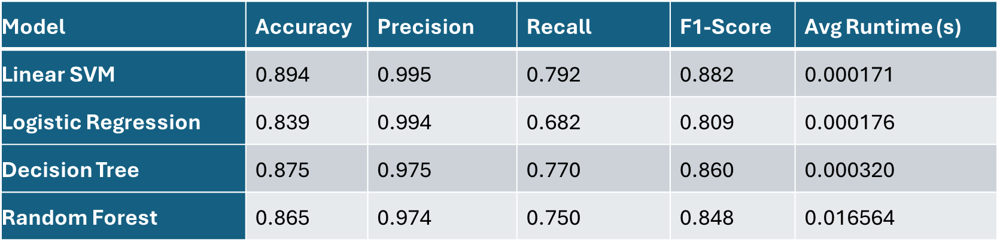 Model Accuracy Precision Recall F1-Score Avg Runtime (s)
Linear SVM 0.894 0.995 0.792 0.882 0.000171
Logistic Regression 0.839 0.994 0.682 0.809 0.000176
Decision Tree 0.875 0.975 0.770 0.860 0.000320
Random Forest 0.865 0.974 0.750 0.848 0.016564